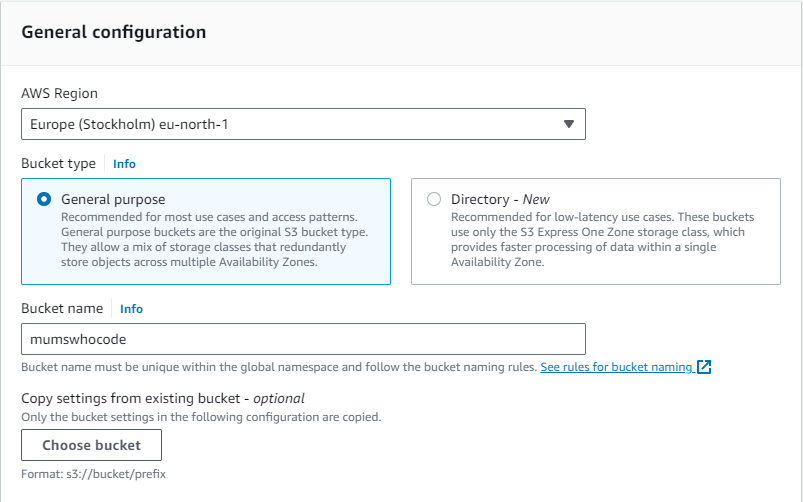 General configuration
AWS Region
Europe (Stockholm) eu-north-1
Bucket type Info
General purpose
Recommended for most use cases and access patterns.
General purpose buckets are the original S3 bucket type.
They allow a mix of storage classes that redundantly
store objects across multiple Availability Zones.
Directory - New
Recommended for low-latency use cases. These buckets
use only the S3 Express One Zone storage class, which
provides faster processing of data within a single
Availability Zone.
Bucket name Info
mumswhocode
Bucket name must be unique within the global namespace and follow the bucket naming rules. See rules for bucket naming
Copy settings from existing bucket - optional
Only the bucket settings in the following configuration are copied.
Choose bucket
Format: s3://bucket/prefix